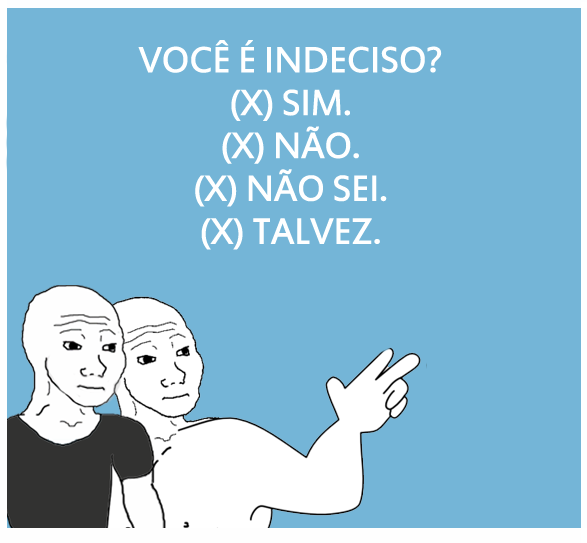 VOCÊ É INDECISO?
(X) SIM.
(X) NÃO.
(X) NÃO SEI.
(X) TALVEZ.